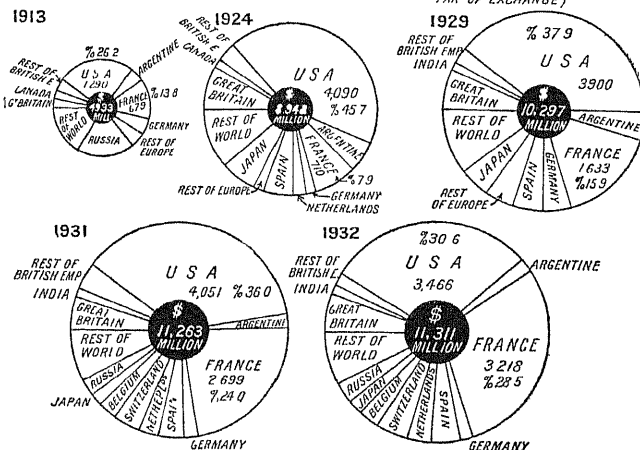 PAR OF EXCHANGE)
1913
%26 2
REST OF
BRITISH E
CANADA
G'BRITAIN
REST
OF
WORLD
U S A
1290
ARGENTINE
FRANCE
679
%13 8
GERMANY
REST OF
EUROPE
RUSSIA
$
MILL
1924
REST OF
BRITISH E
CANADA
GREAT
BRITAIN
REST OF
WORLD
JAPAN
REST OF EUROPE
SPAIN
U S A
4,090
%45 7
ARGENTINE
FRANCE
710
%7 9
GERMANY
NETHERLANDS
$
MILLION
1929
%37 9
REST OF
BRITISH EMP
INDIA
GREAT
BRITAIN
REST OF
WORLD
JAPAN
REST
OF EUROPE
SPAIN
GERMANY
U S A
3900
ARGENTINE
FRANCE
1633
%15 9
$
10,297
MILLION
1931
REST OF
BRITISH EMP
INDIA
GREAT
BRITAIN
REST OF
WORLD
RUSSIA
JAPAN
BELGIUM
SWITZERLAND
U S A
4,051 %36 0
ARGENTINE
FRANCE
2 699
%24 0
GERMANY
$
11,263
MILLION
1932
%30 6
REST OF
BRITISH E
INDIA
GREAT
BRITAIN
REST OF
WORLD
RUSSIA
JAPAN
BELGIUM
SWITZERLAND
NETHERLANDS
SPAIN
U S A
3,466
ARGENTINE
FRANCE
3 218
%28 5
GERMANY
$
11,311
MILLION